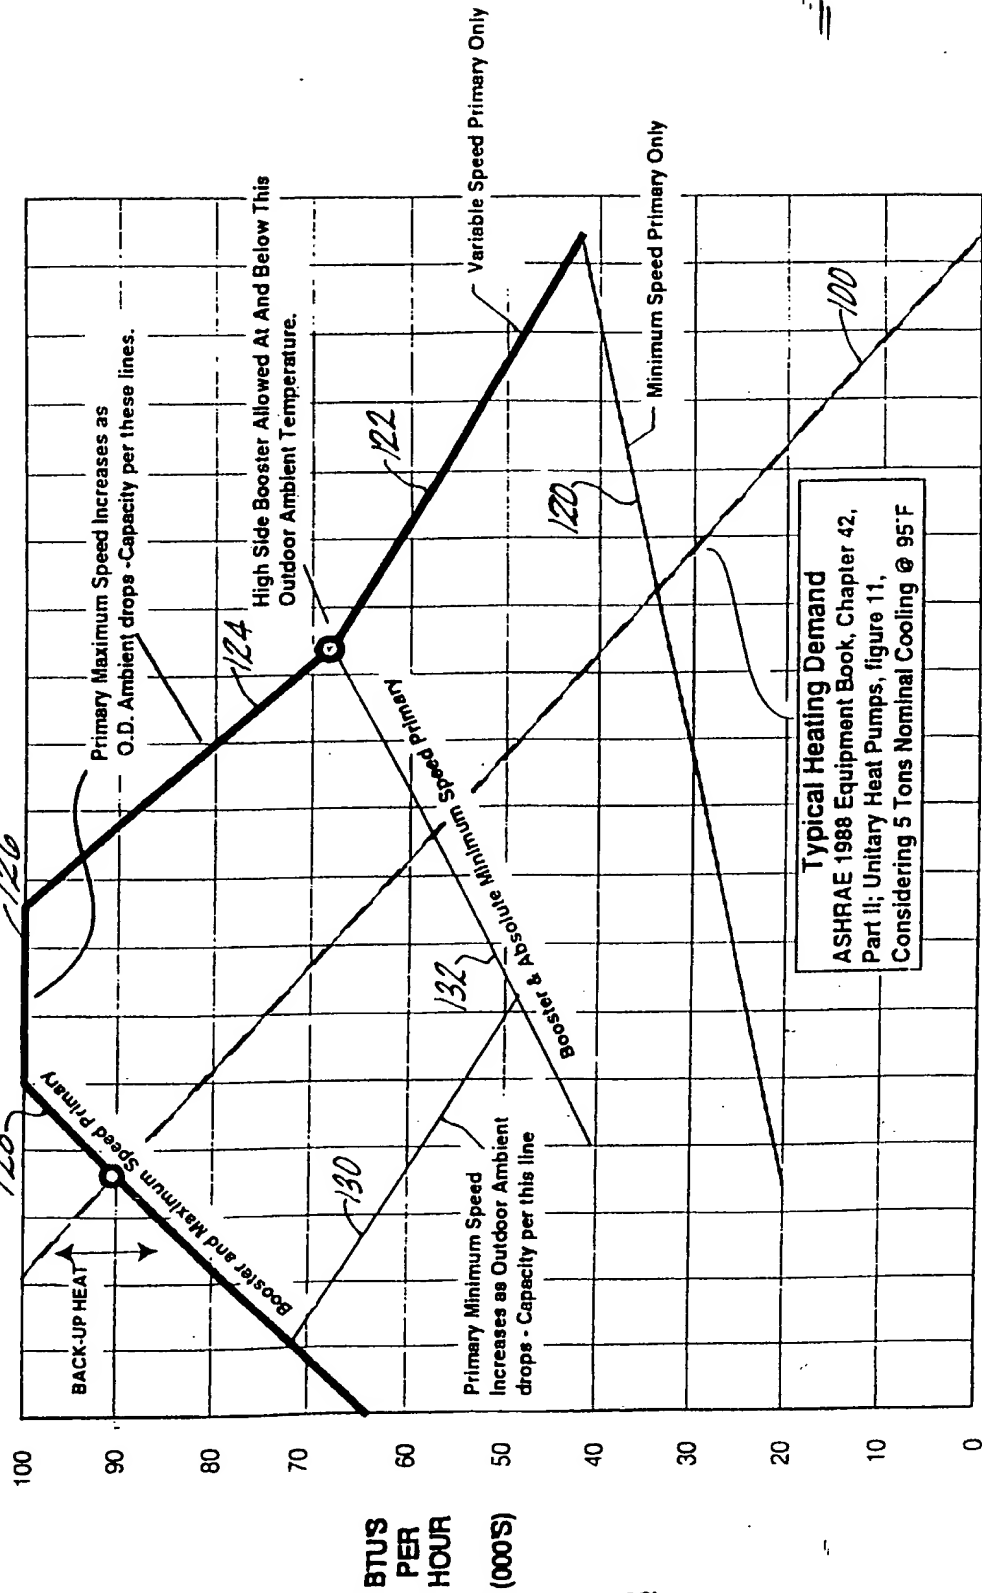 126
128
Primary Maximum Speed Increases as
O.D. Ambient drops -Capacity per these lines.
124
High Side Booster Allowed At And Below This
Outdoor Ambient Temperature.
122
Variable Speed Primary Only
120
Minimum Speed Primary Only
100
BACK-UP HEAT
Booster and Maximum Speed Primary
130
Primary Minimum Speed
Increases as Outdoor Ambient
drops - Capacity per this line
132
Booster & Absolute Minimum Speed Primary
Typical Heating Demand
ASHRAE 1988 Equipment Book, Chapter 42,
Part II; Unitary Heat Pumps, figure 11,
Considering 5 Tons Nominal Cooling @ 95°F
100
90
80
70
60
50
40
30
20
10
0
BTU'S
PER
HOUR
(000'S)